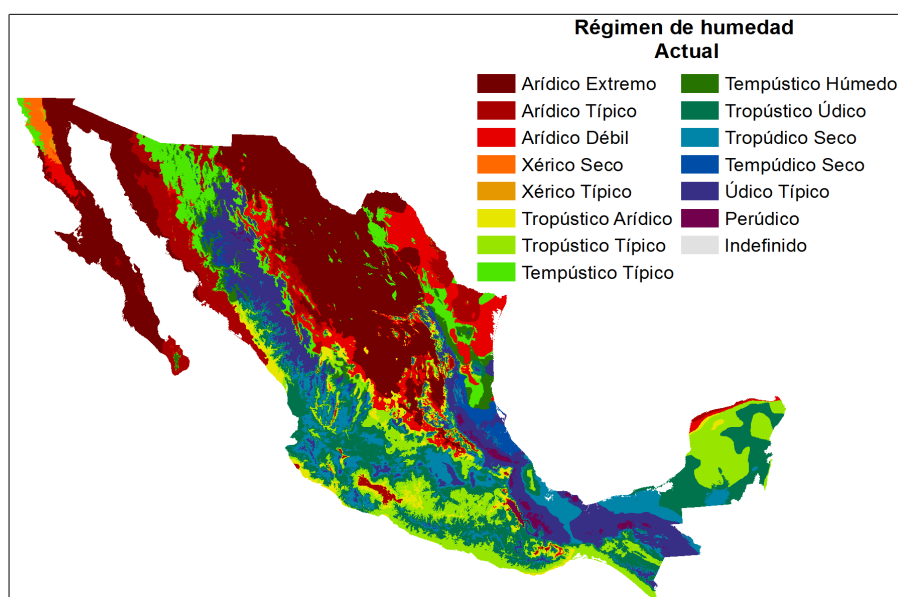 Régimen de humedad
Actual
Arídico Extremo
Arídico Típico
Arídico Débil
Xérico Seco
Xérico Típico
Tropústico Arídico
Tropústico Típico
Tempústico Típico
Tempústico Húmedo
Tropústico Údico
Tropúdico Seco
Tempúdico Seco
Údico Típico
Perúdico
Indefinido